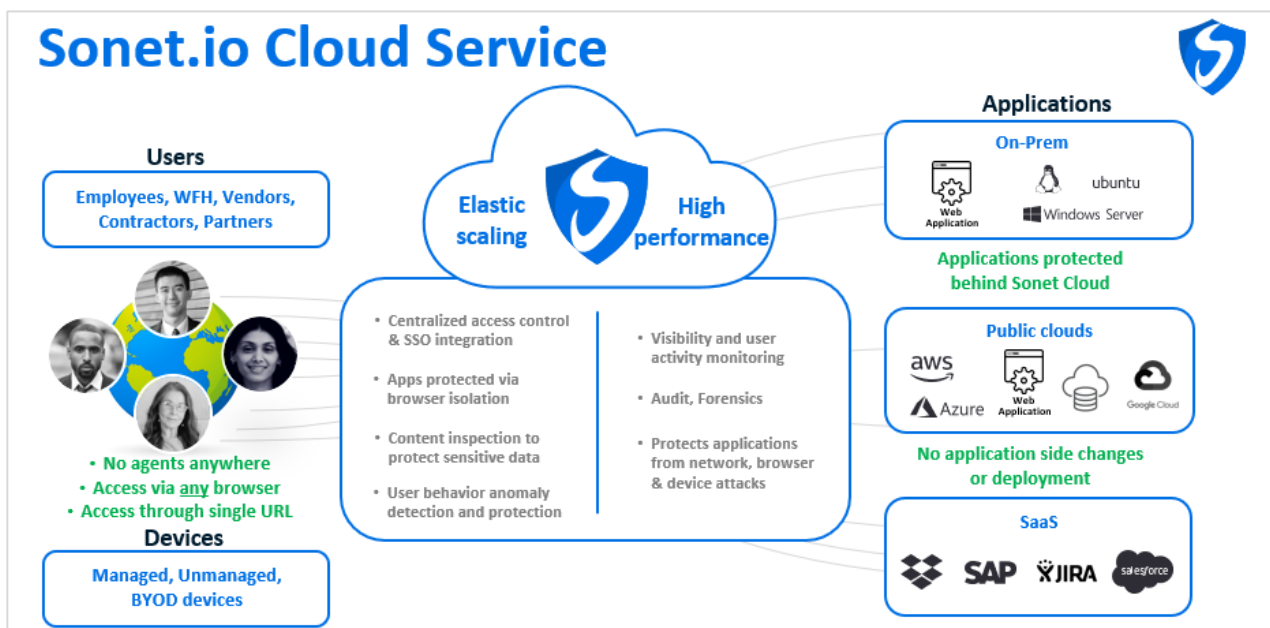 Sonet.io Cloud Service
Users
Employees, WFH, Vendors,
Contractors, Partners
• No agents anywhere
• Access via any browser
• Access through single URL
Devices
Managed, Unmanaged,
BYOD devices
Elastic
scaling
High
performance
• Centralized access control
& SSO integration
• Apps protected via
browser isolation
• Content inspection to
protect sensitive data
• User behavior anomaly
detection and protection
• Visibility and user
activity monitoring
• Audit, Forensics
• Protects applications
from network, browser
& device attacks
Applications
On-Prem
Web
Application
ubuntu
Windows Server
Applications protected
behind Sonet Cloud
Public clouds
aws
Azure
Web
Application
Google Cloud
No application side changes
or deployment
SaaS
SAP
JIRA
salesforce